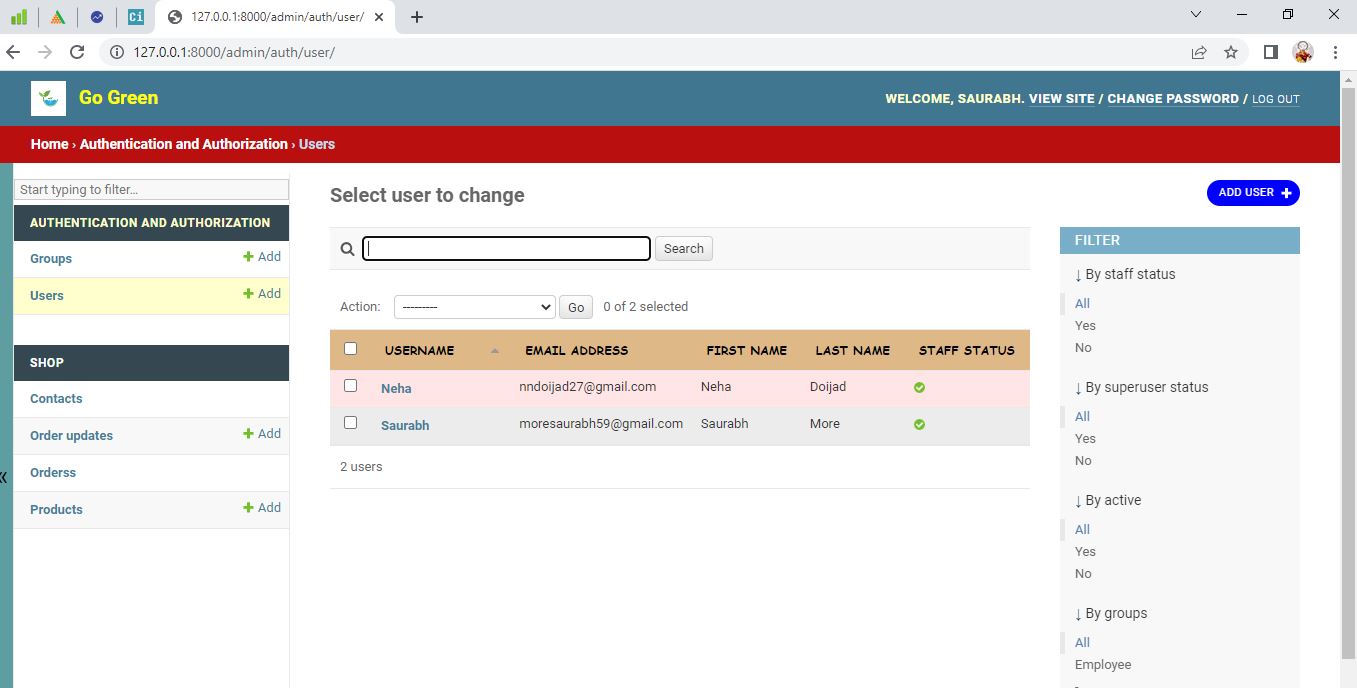 Ci
127.0.0.1:8000/admin/auth/user/
127.0.0.1:8000/admin/auth/user/
Go Green
WELCOME, SAURABH. VIEW SITE / CHANGE PASSWORD / LOG OUT
Home › Authentication and Authorization › Users
Start typing to filter...
AUTHENTICATION AND AUTHORIZATION
Groups + Add
Users + Add
SHOP
Contacts
Order updates + Add
Orderss
Products + Add
«
Select user to change
ADD USER +
Search
Action: --------- Go 0 of 2 selected
USERNAME EMAIL ADDRESS FIRST NAME LAST NAME STAFF STATUS
Neha nndoijad27@gmail.com Neha Doijad
Saurabh moresaurabh59@gmail.com Saurabh More
2 users
FILTER
↓ By staff status
All
Yes
No
↓ By superuser status
All
Yes
No
↓ By active
All
Yes
No
↓ By groups
All
Employee